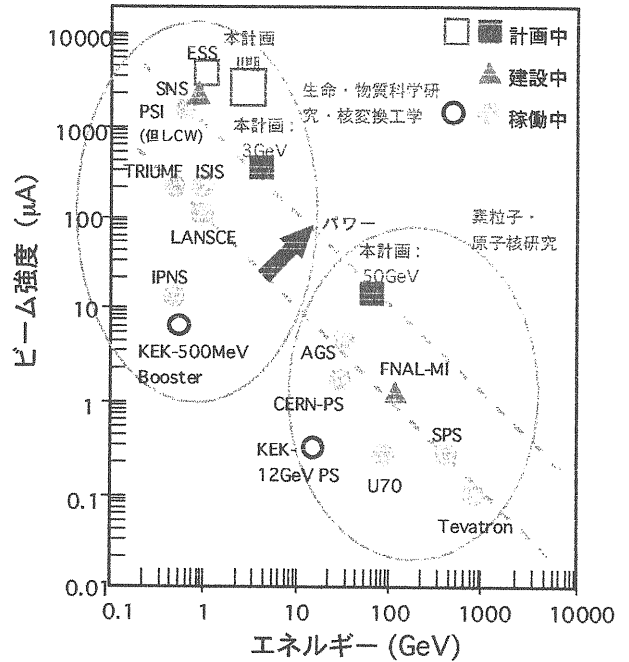 10000
1000
100
10
1
0.1
0.01
ビーム強度 (μA)
0.1
1
10
100
1000
10000
エネルギー (GeV)
計画中
建設中
稼働中
ESS
本計画
SNS
PSI
(但しCW)
生命・物質科学研
究・核変換工学
本計画：
3GeV
TRIUMF
ISIS
LANSCE
パワー
素粒子・
原子核研究
本計画：
50GeV
IPNS
KEK-500MeV
Booster
AGS
FNAL-MI
CERN-PS
KEK-
12GeV PS
SPS
U70
Tevatron